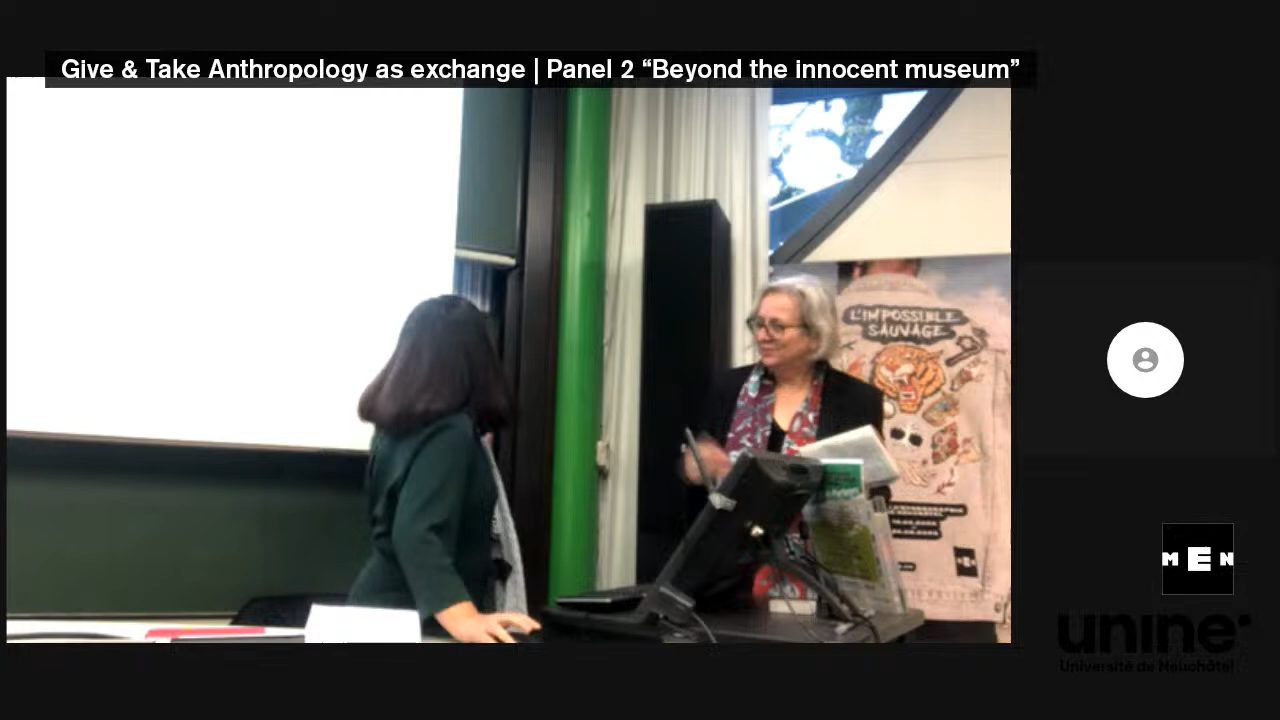 Give & Take Anthropology as exchange | Panel 2 “Beyond the innocent museum”
L'IMPOSSIBLE
SAUVAGE
MEN
unine
Université de Neuchâtel